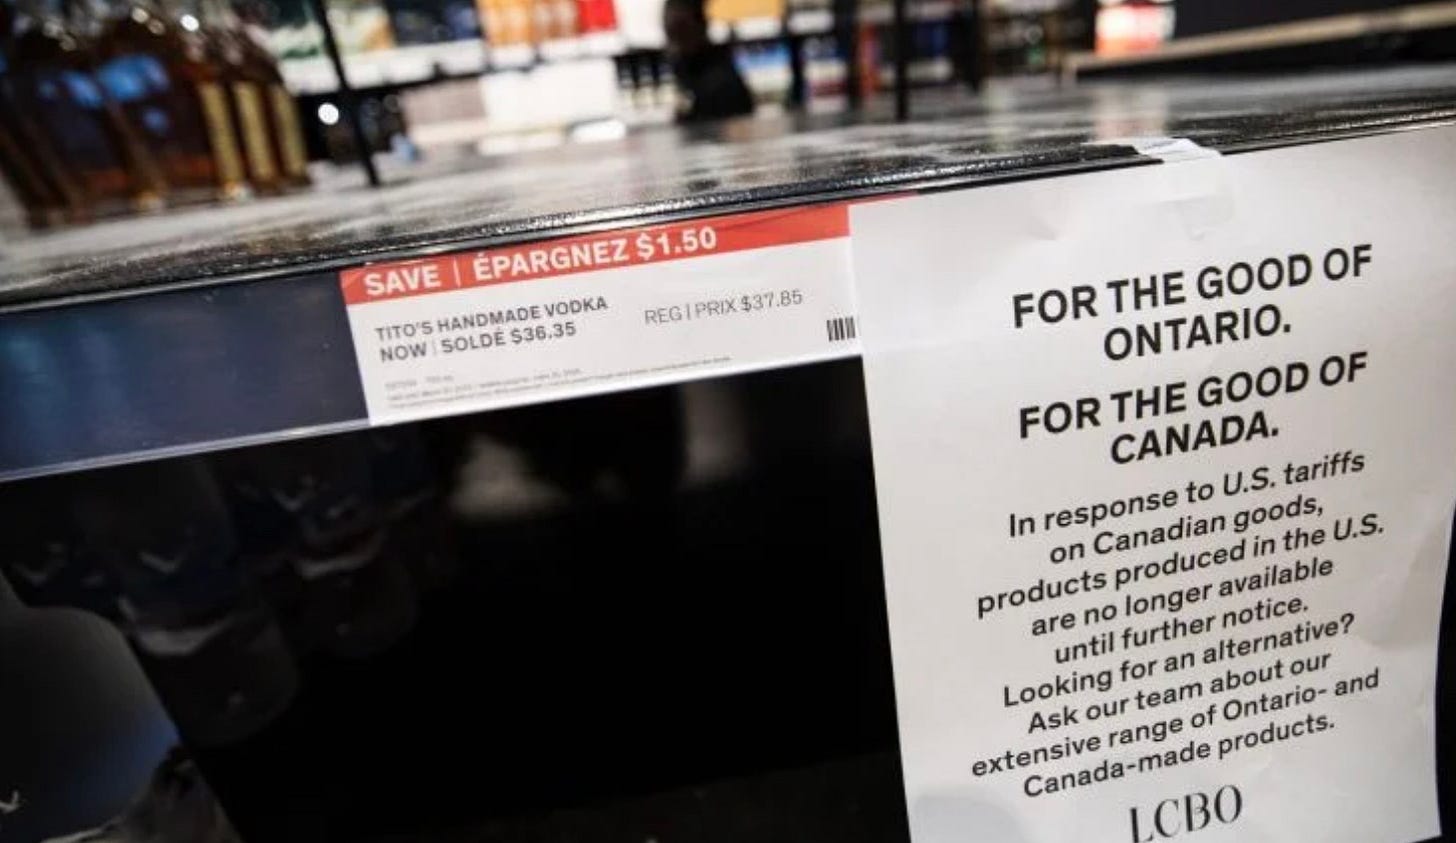 SAVE | ÉPARGNEZ $1.50
TITO'S HANDMADE VODKA
NOW | SOLDÉ $36.35
REG | PRIX $37.85
FOR THE GOOD OF
ONTARIO.
FOR THE GOOD OF
CANADA.
In response to U.S. tariffs
on Canadian goods,
products produced in the U.S.
are no longer available
until further notice.
Looking for an alternative?
Ask our team about our
extensive range of Ontario- and
Canada-made products.
LCBO